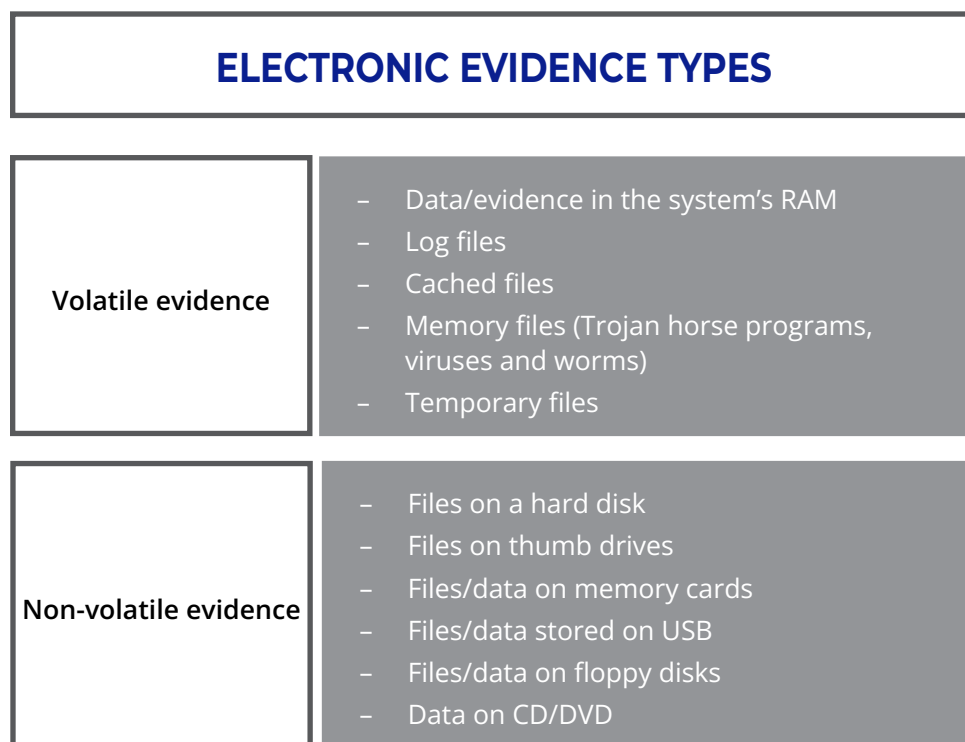 ELECTRONIC EVIDENCE TYPES
Volatile evidence
– Data/evidence in the system’s RAM
– Log files
– Cached files
– Memory files (Trojan horse programs,
viruses and worms)
– Temporary files
Non-volatile evidence
– Files on a hard disk
– Files on thumb drives
– Files/data on memory cards
– Files/data stored on USB
– Files/data on floppy disks
– Data on CD/DVD